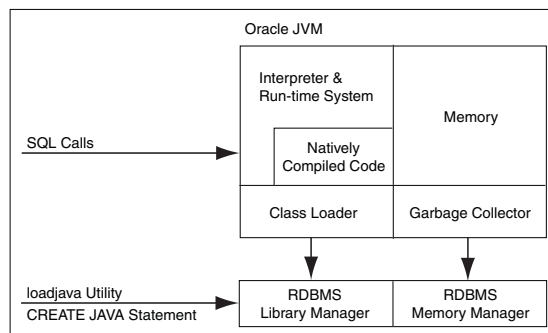 Oracle JVM
Interpreter &
Run-time System
Memory
SQL Calls
Natively
Compiled Code
Class Loader
Garbage Collector
loadjava Utility
CREATE JAVA Statement
RDBMS
Library Manager
RDBMS
Memory Manager